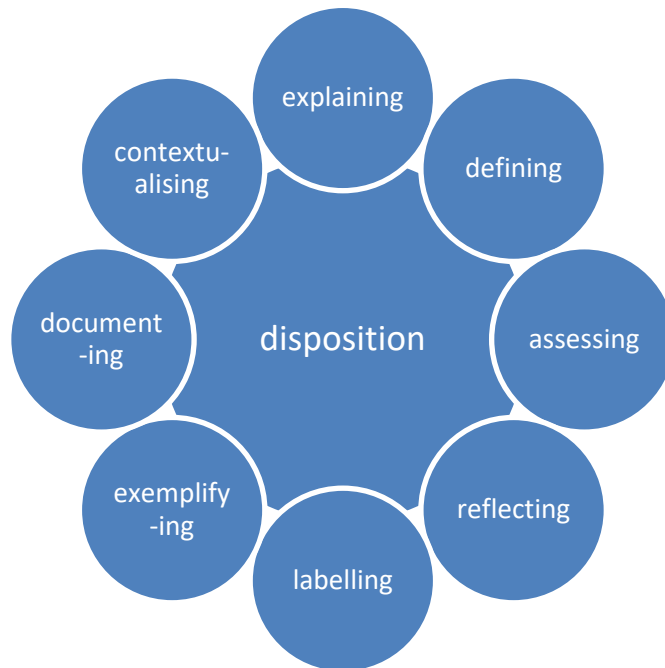 explaining
contextu-
alising
defining
document
-ing
disposition
assessing
exemplify
-ing
reflecting
labelling